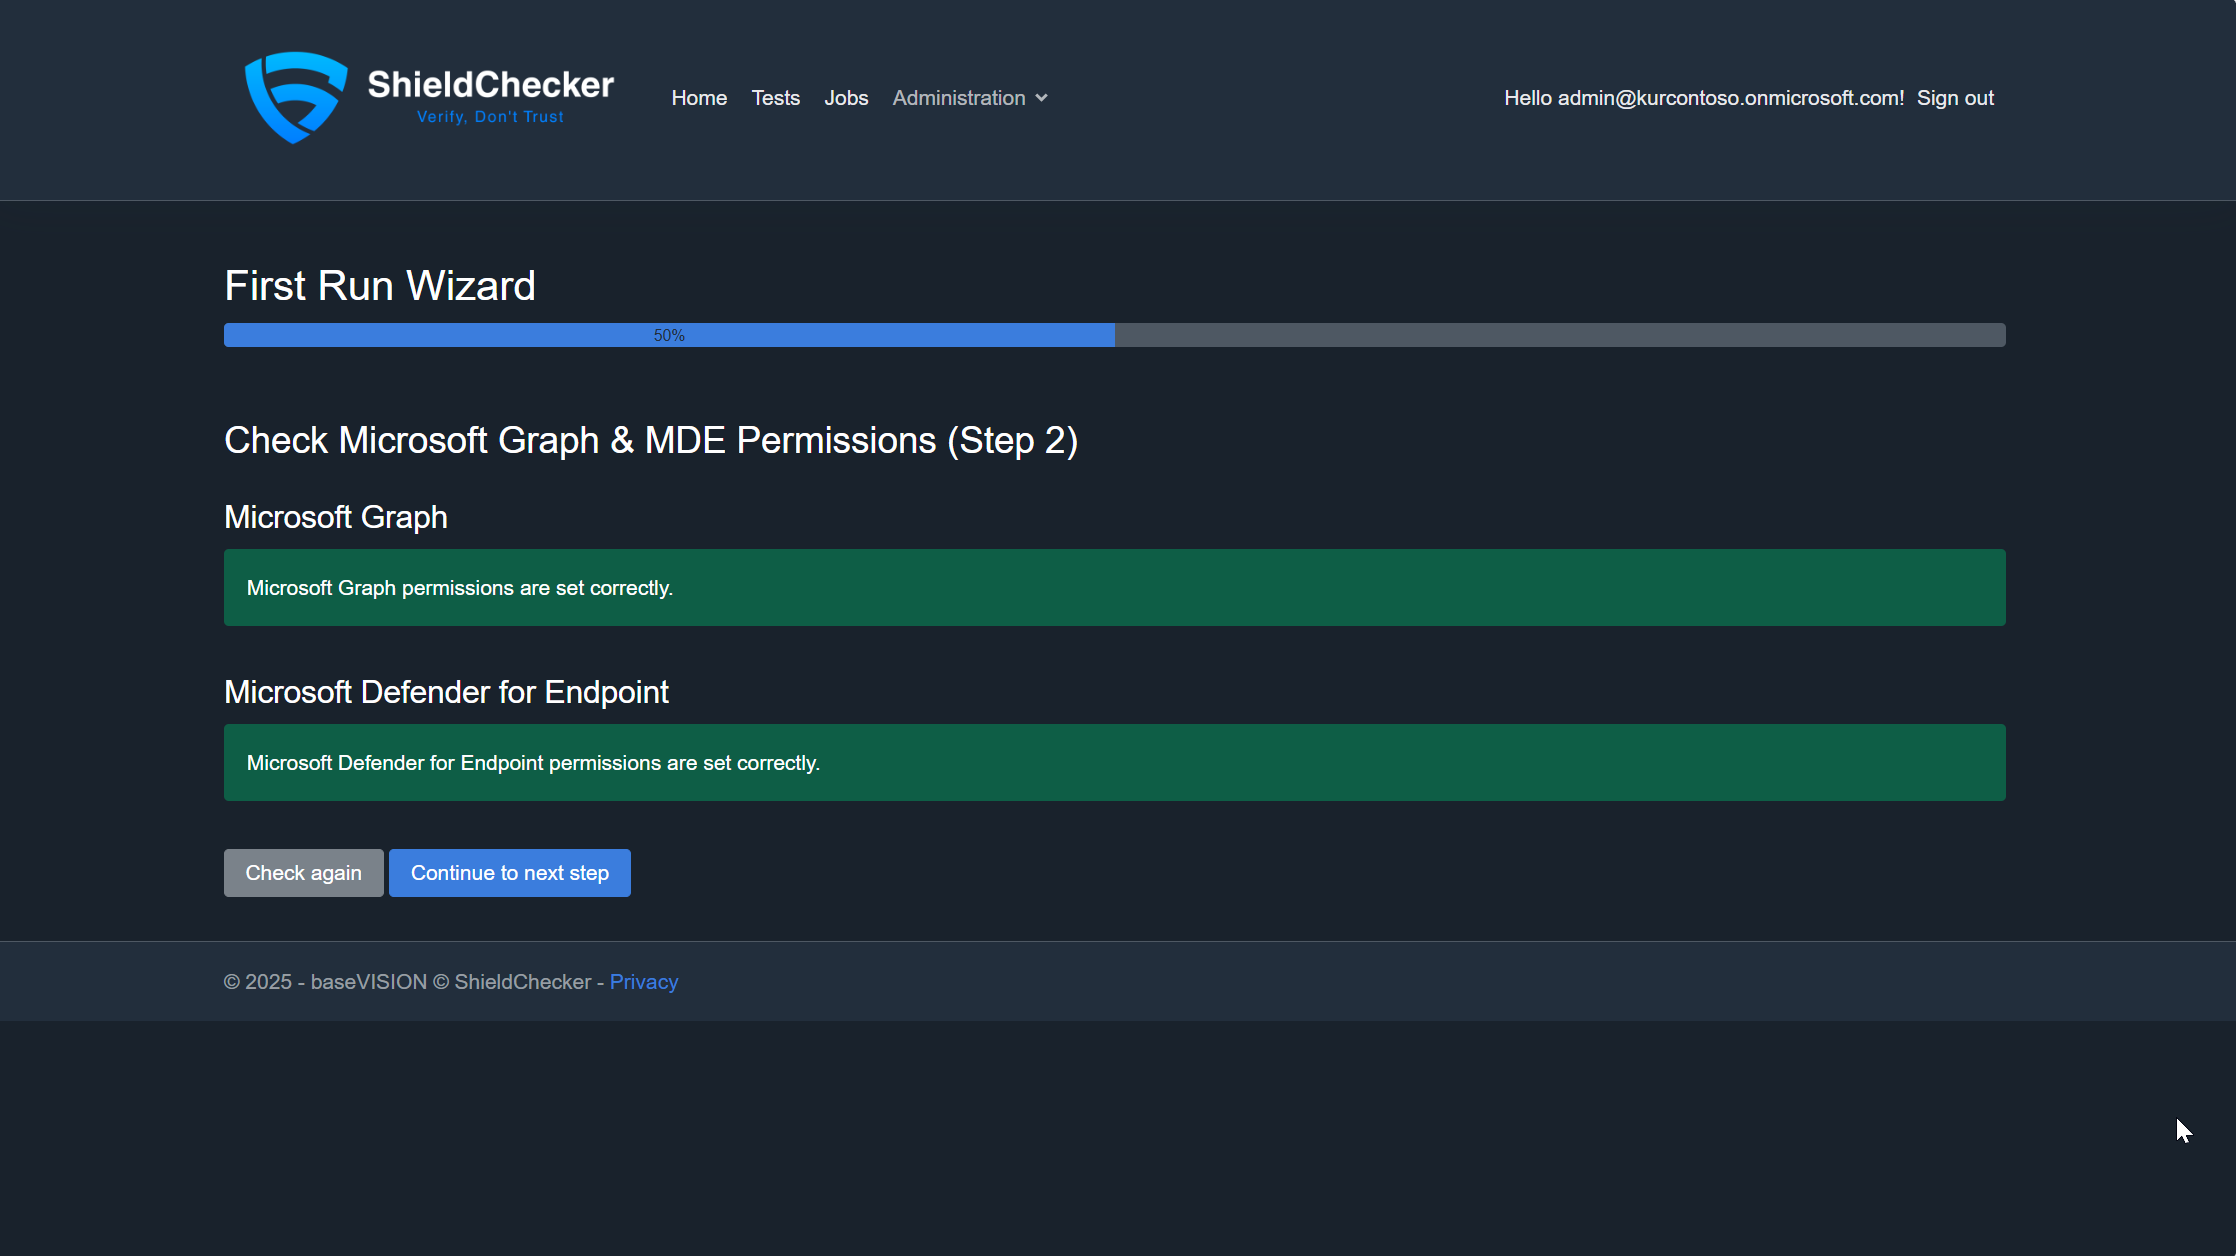 ShieldChecker
Verify, Don't Trust
Home Tests Jobs Administration
Hello admin@kurcontoso.onmicrosoft.com! Sign out
First Run Wizard
50%
Check Microsoft Graph & MDE Permissions (Step 2)
Microsoft Graph
Microsoft Graph permissions are set correctly.
Microsoft Defender for Endpoint
Microsoft Defender for Endpoint permissions are set correctly.
Check again Continue to next step
© 2025 - baseVISION © ShieldChecker - Privacy